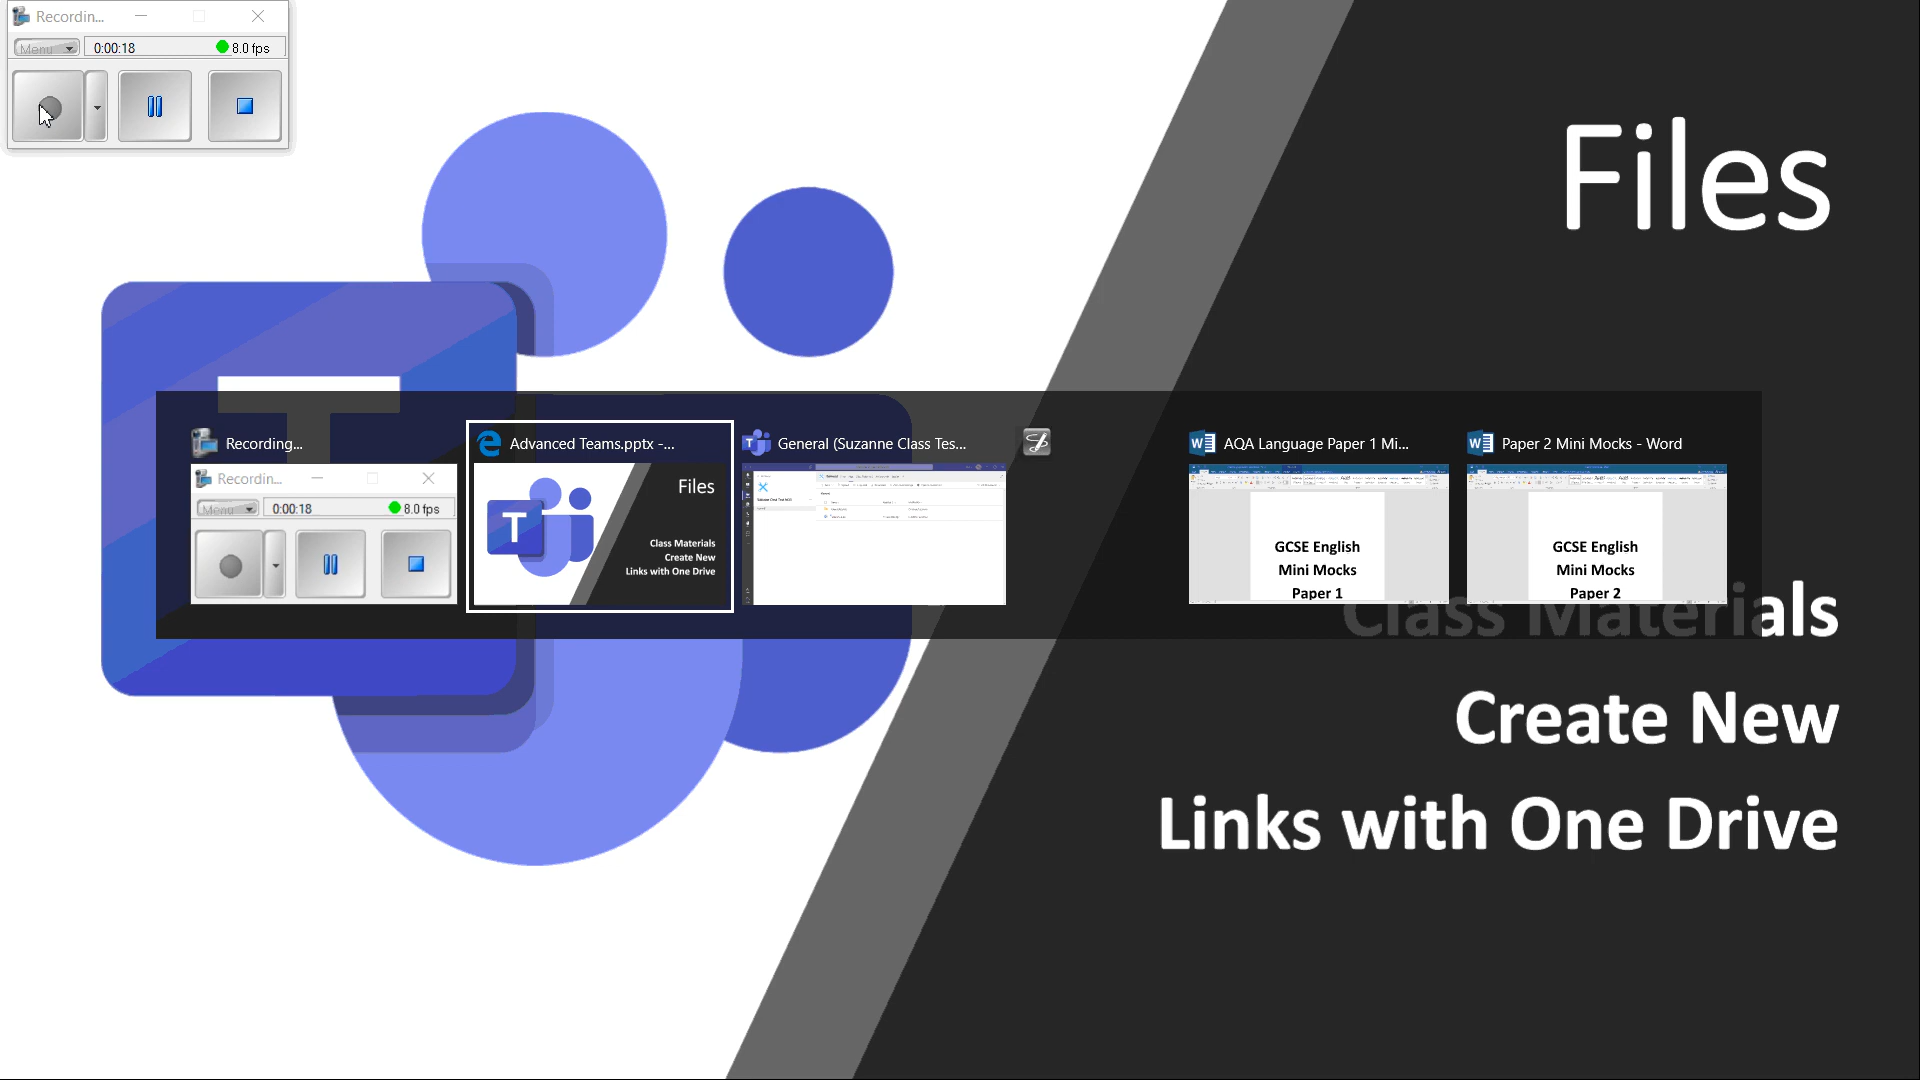 Recordin...
Menu
0:00:18
8.0 fps
Files
Recording...
Advanced Teams.pptx -...
General (Suzanne Class Tes...
AQA Language Paper 1 Mi...
Paper 2 Mini Mocks - Word
Recordin...
Menu
0:00:18
8.0 fps
T
Files
Class Materials
Create New
Links with One Drive
GCSE English
Mini Mocks
Paper 1
GCSE English
Mini Mocks
Paper 2
Class Materials
Create New
Links with One Drive